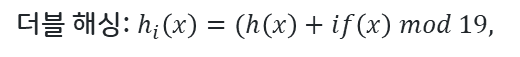 더블 해싱: hᵢ(x) = (h(x) + if(x) mod 19,